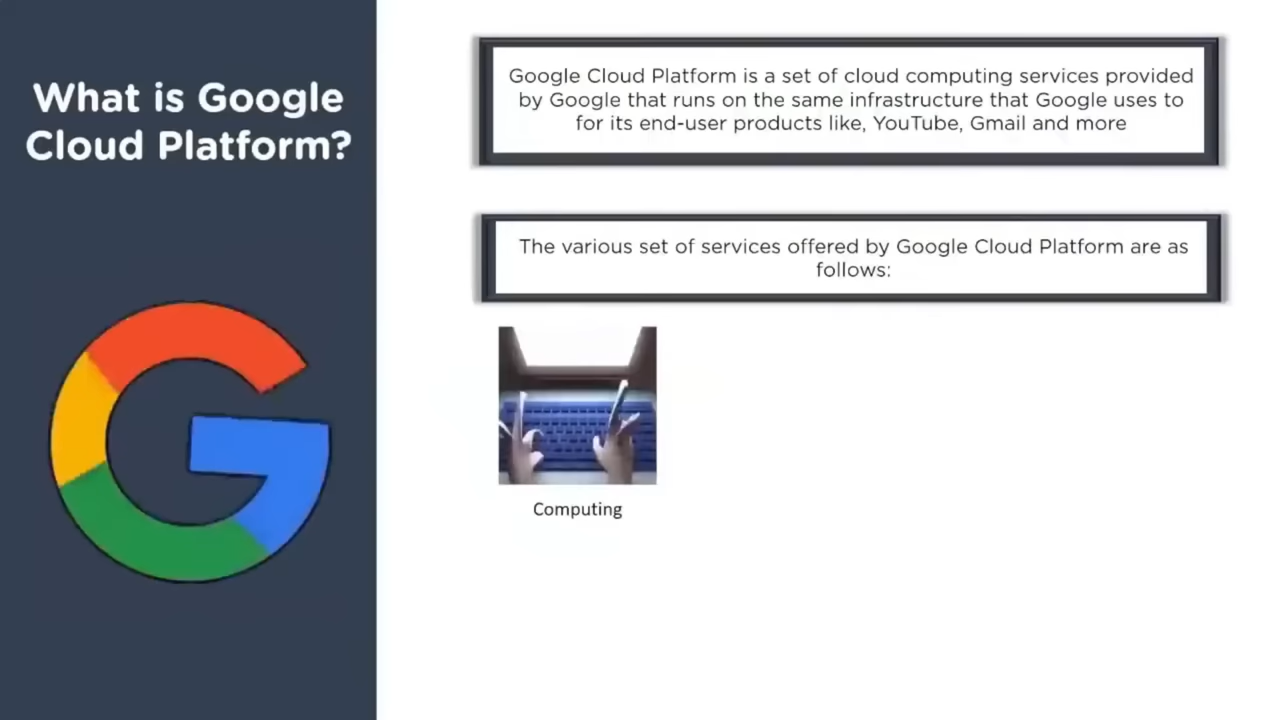 What is Google
Cloud Platform?
Google Cloud Platform is a set of cloud computing services provided
by Google that runs on the same infrastructure that Google uses to
for its end-user products like, YouTube, Gmail and more
The various set of services offered by Google Cloud Platform are as
follows:
Computing